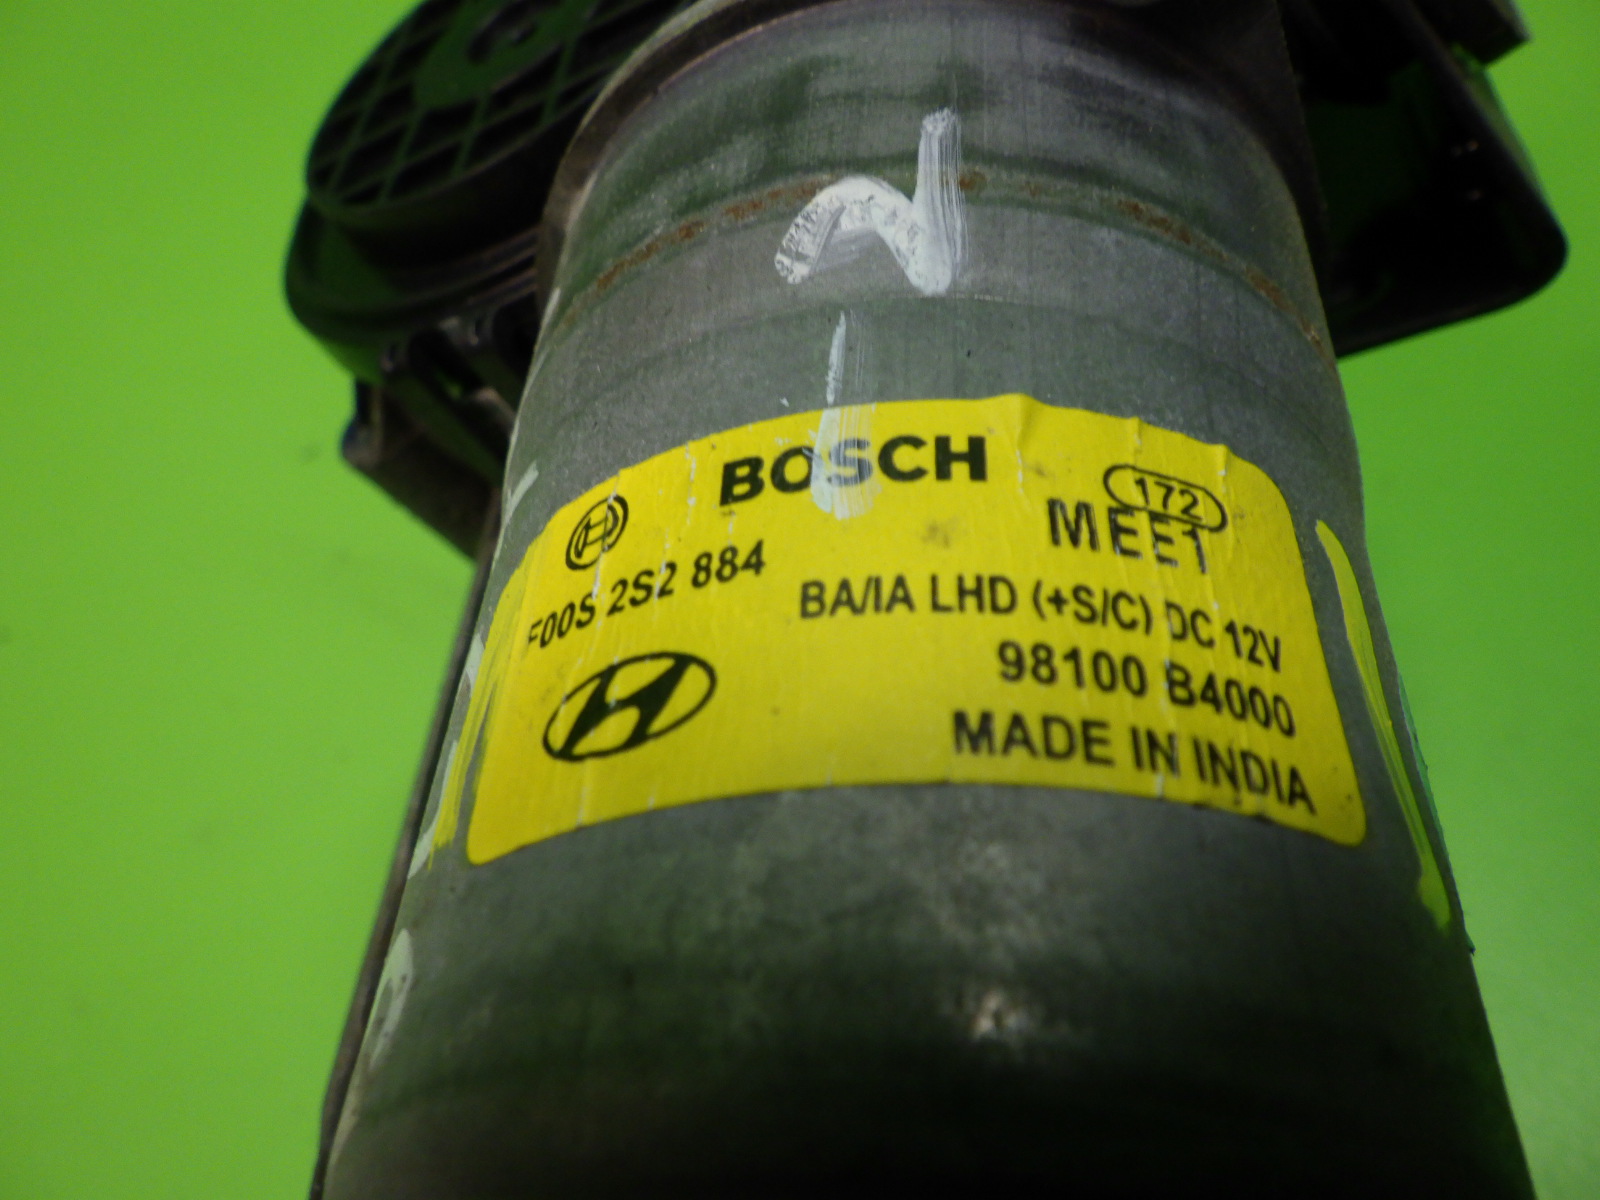 BOSCH
172
MEE1
F00S 2S2 884
BA/IA LHD (+S/C) DC 12V
98100 B4000
MADE IN INDIA